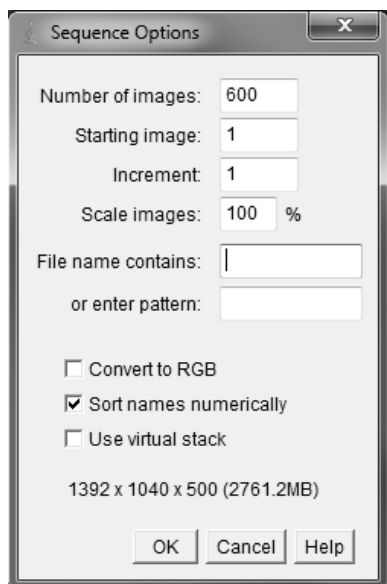 Sequence Options
Number of images: 600
Starting image: 1
Increment: 1
Scale images: 100 %
File name contains:
or enter pattern:
Convert to RGB
Sort names numerically
Use virtual stack
1392 x 1040 x 500 (2761.2MB)
OK Cancel Help